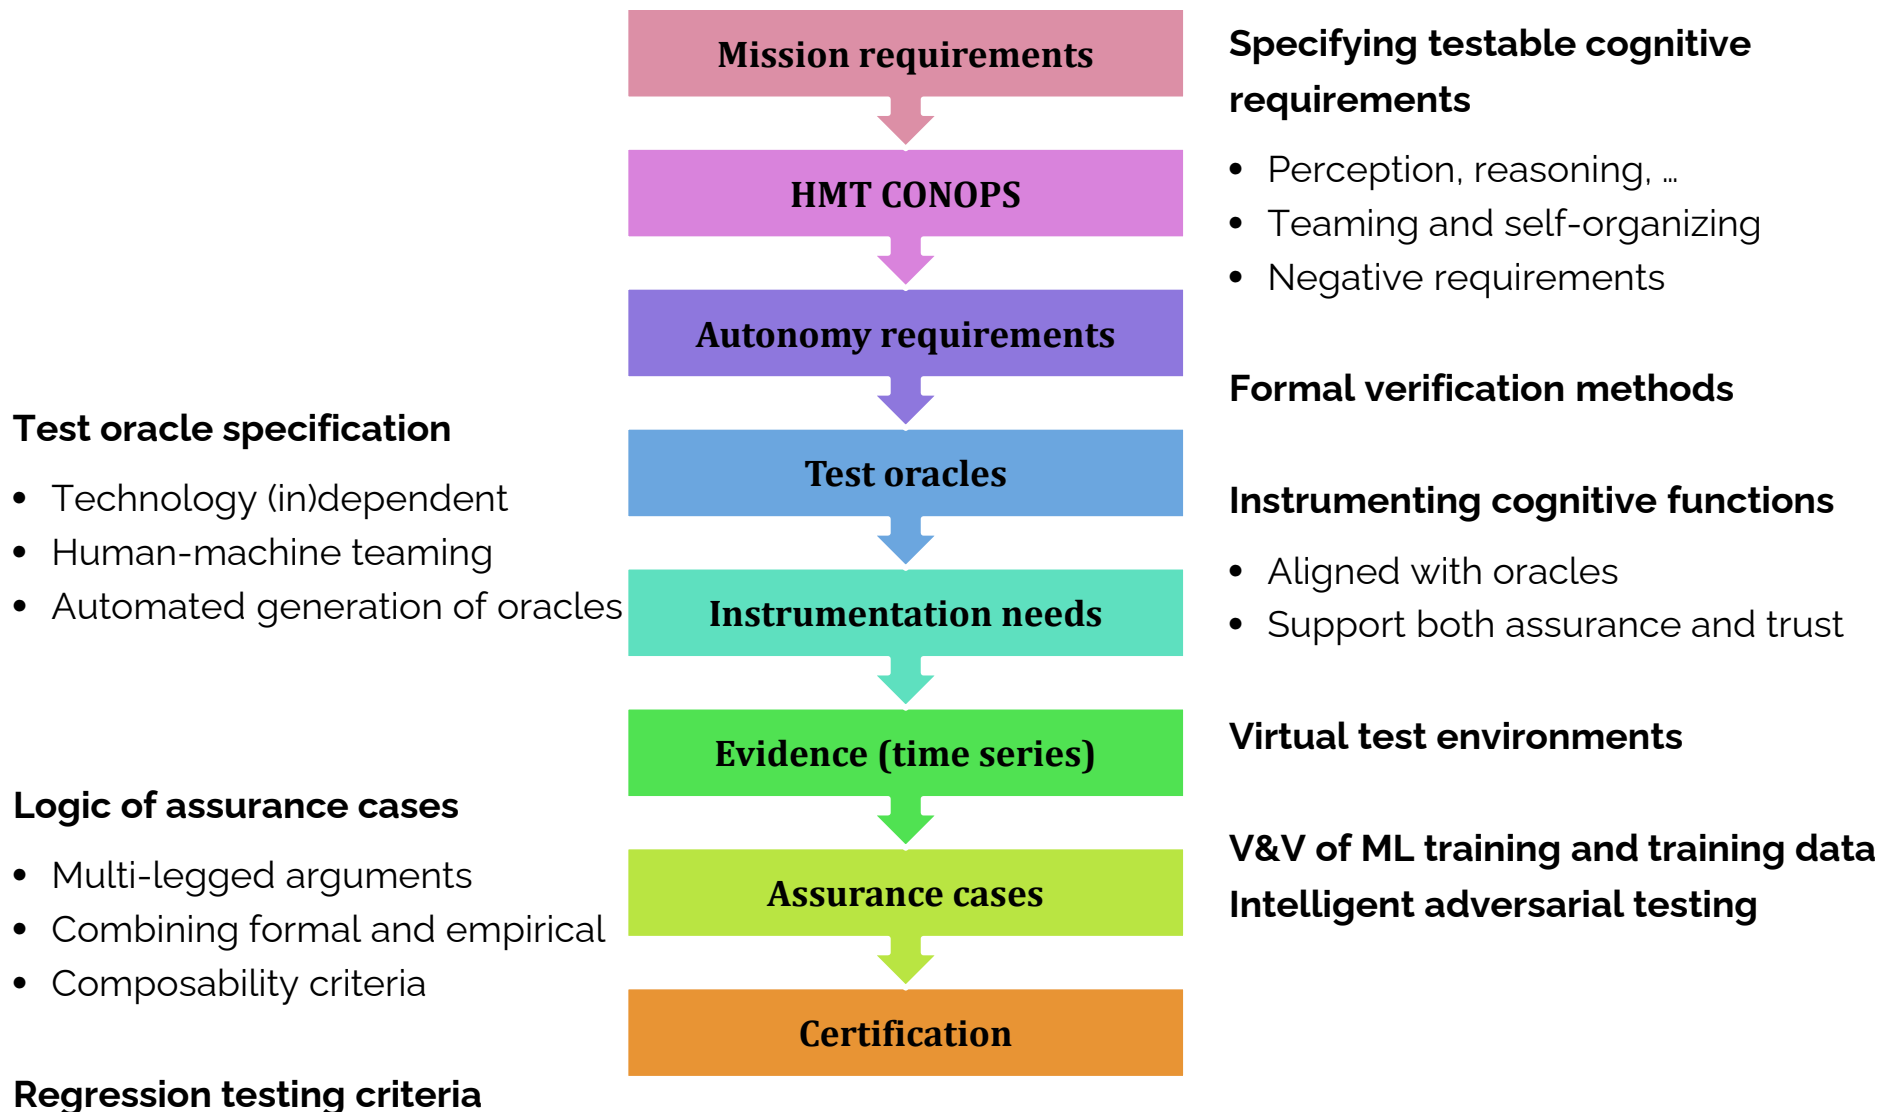 Mission requirements
HMT CONOPS
Autonomy requirements
Test oracles
Instrumentation needs
Evidence (time series)
Assurance cases
Certification
Test oracle specification
• Technology (in)dependent
• Human-machine teaming
• Automated generation of oracles
Logic of assurance cases
• Multi-legged arguments
• Combining formal and empirical
• Composability criteria
Regression testing criteria
Specifying testable cognitive
requirements
• Perception, reasoning, …
• Teaming and self-organizing
• Negative requirements
Formal verification methods
Instrumenting cognitive functions
• Aligned with oracles
• Support both assurance and trust
Virtual test environments
V&V of ML training and training data
Intelligent adversarial testing